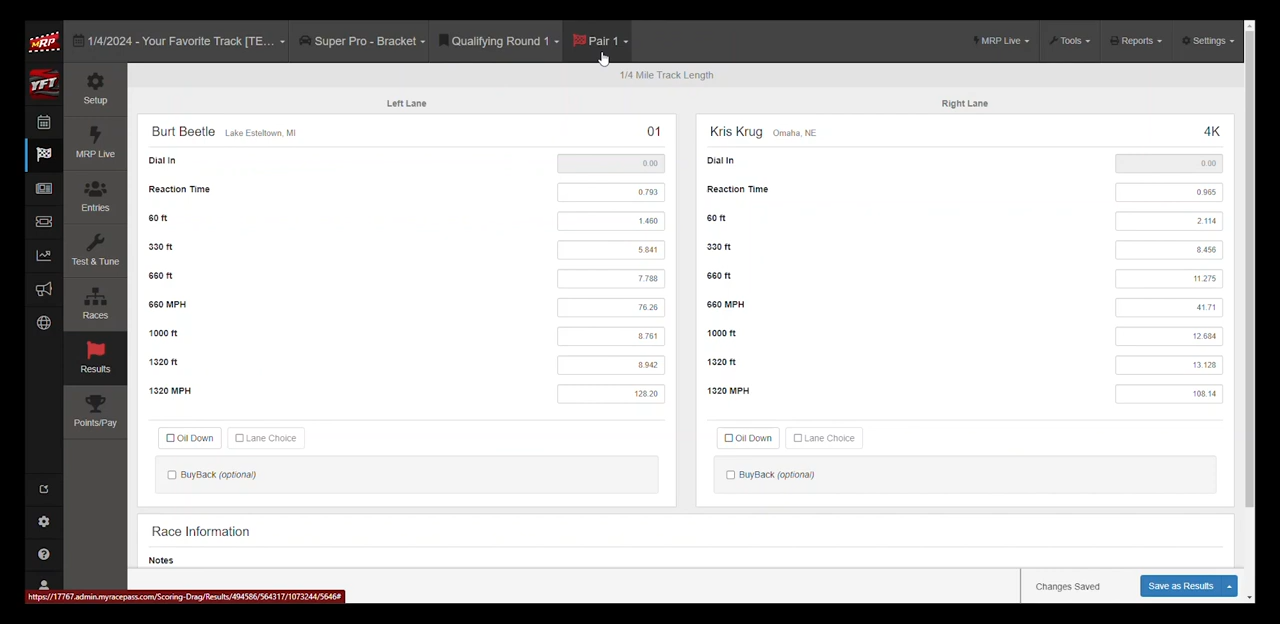 MRP
1/4/2024 - Your Favorite Track [TE...
Super Pro - Bracket
Qualifying Round 1
Pair 1
MRP Live
Tools
Reports
Settings
YFT
Setup
MRP Live
Entries
Test & Tune
Races
Results
Points/Pay
1/4 Mile Track Length
Left Lane
Burt Beetle Lake Esteltown, MI 01
Dial In 0.00
Reaction Time 0.793
60 ft 1.460
330 ft 5.841
660 ft 7.788
660 MPH 76.26
1000 ft 8.761
1320 ft 8.942
1320 MPH 128.20
Oil Down Lane Choice
BuyBack (optional)
Right Lane
Kris Krug Omaha, NE 4K
Dial In 0.00
Reaction Time 0.965
60 ft 2.114
330 ft 8.456
660 ft 11.275
660 MPH 41.71
1000 ft 12.684
1320 ft 13.128
1320 MPH 108.14
Oil Down Lane Choice
BuyBack (optional)
Race Information
Notes
Changes Saved
Save as Results
https://17767.admin.myracepass.com/Scoring-Drag/Results/494586/564317/1073244/5646#